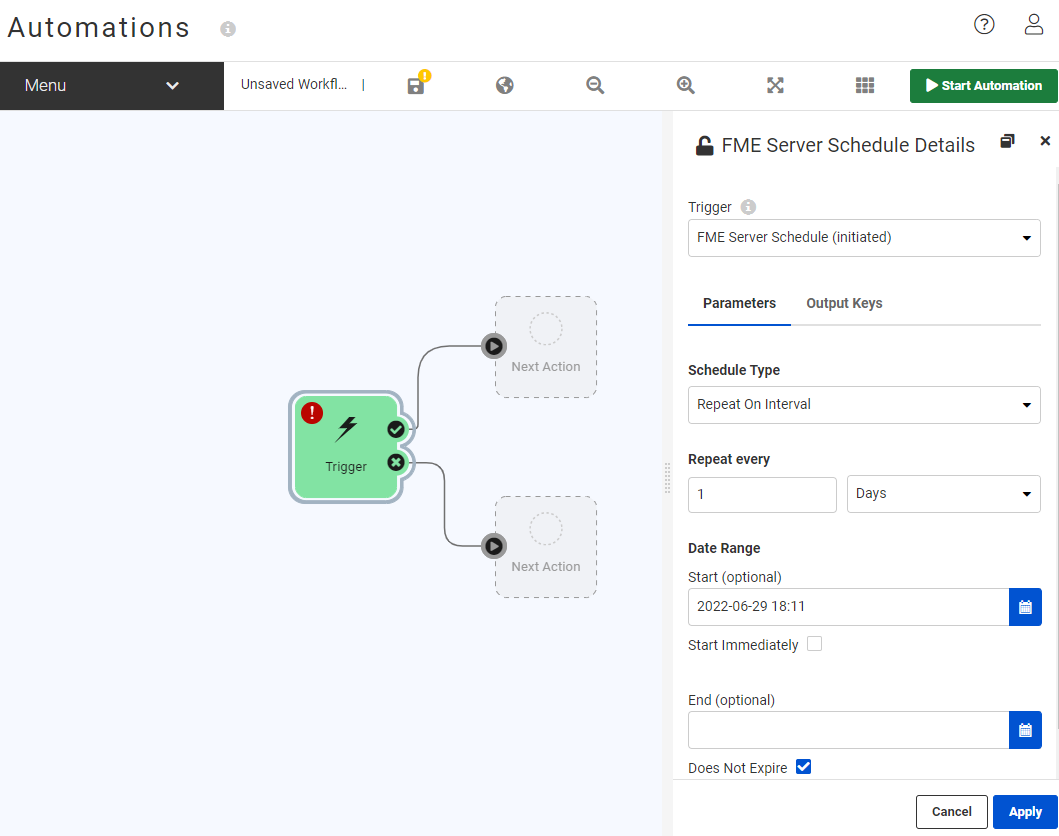 Automations
Menu
Unsaved Workfl... |
Start Automation
Trigger
Next Action
Next Action
FME Server Schedule Details
Trigger
FME Server Schedule (initiated)
Parameters Output Keys
Schedule Type
Repeat On Interval
Repeat every
1 Days
Date Range
Start (optional)
2022-06-29 18:11
Start Immediately
End (optional)
Does Not Expire
Cancel Apply